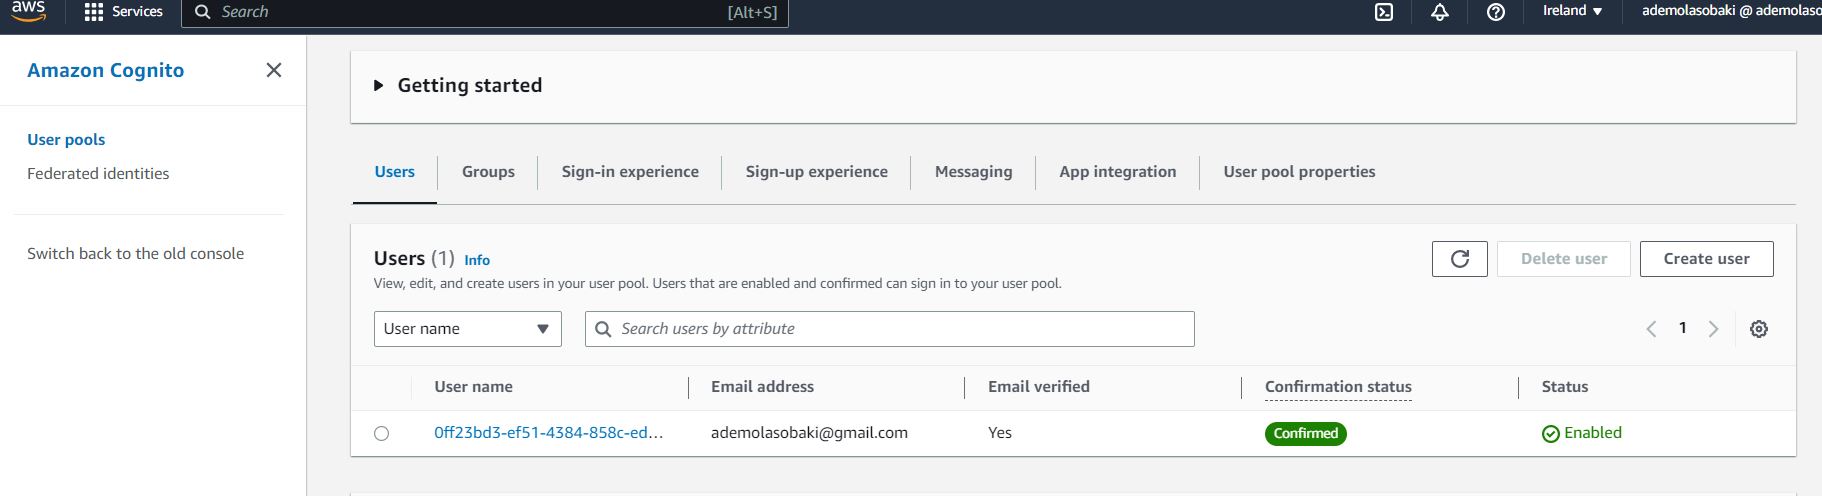 aws
Services
Search
[Alt+S]
Ireland
ademolasobaki @ ademolaso
Amazon Cognito
User pools
Federated identities
Switch back to the old console
Getting started
Users
Groups
Sign-in experience
Sign-up experience
Messaging
App integration
User pool properties
Users (1) Info
View, edit, and create users in your user pool. Users that are enabled and confirmed can sign in to your user pool.
Delete user
Create user
User name
Search users by attribute
1
User name
Email address
Email verified
Confirmation status
Status
0ff23bd3-ef51-4384-858c-ed...
ademolasobaki@gmail.com
Yes
Confirmed
Enabled